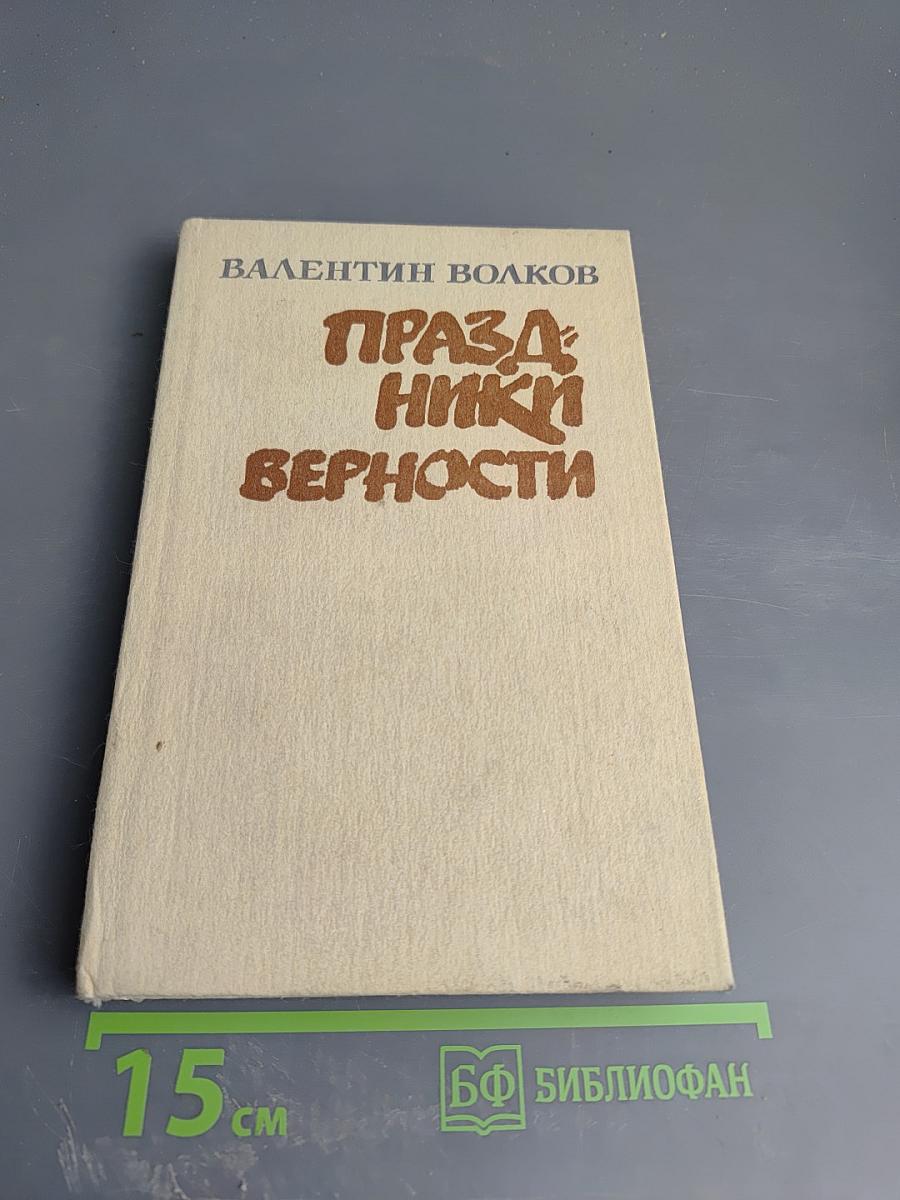 ВАЛЕНТИН ВОЛКОВ
ПРАЗД=
НИКИ
ВЕРНОСТИ
15 см
БФ БИБЛИОФАН